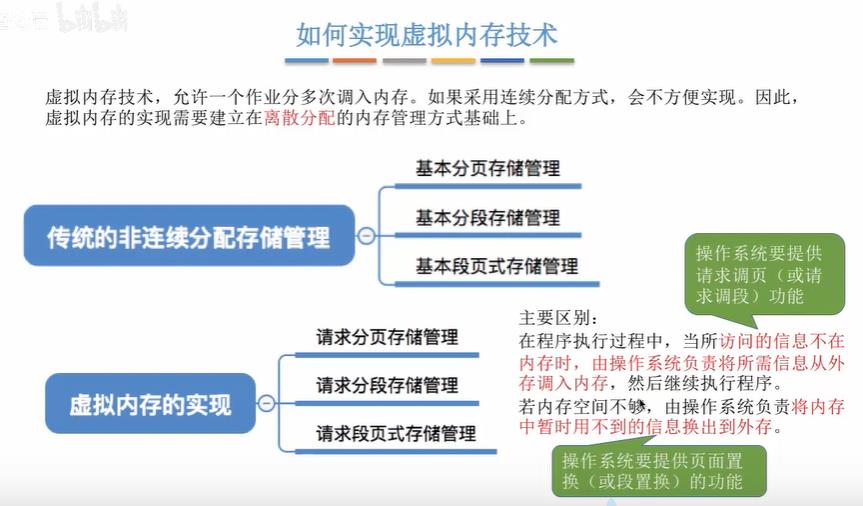 bilibili
如何实现虚拟内存技术
虚拟内存技术，允许一个作业分多次调入内存。如果采用连续分配方式，会不方便实现。因此，
虚拟内存的实现需要建立在离散分配的内存管理方式基础上。
传统的非连续分配存储管理
基本分页存储管理
基本分段存储管理
基本段页式存储管理
虚拟内存的实现
请求分页存储管理
请求分段存储管理
请求段页式存储管理
操作系统要提供
请求调页（或请
求调段）功能
主要区别：
在程序执行过程中，当所访问的信息不在
内存时，由操作系统负责将所需信息从外
存调入内存，然后继续执行程序。
若内存空间不够，由操作系统负责将内存
中暂时用不到的信息换出到外存。
操作系统要提供页面置
换（或段置换）的功能